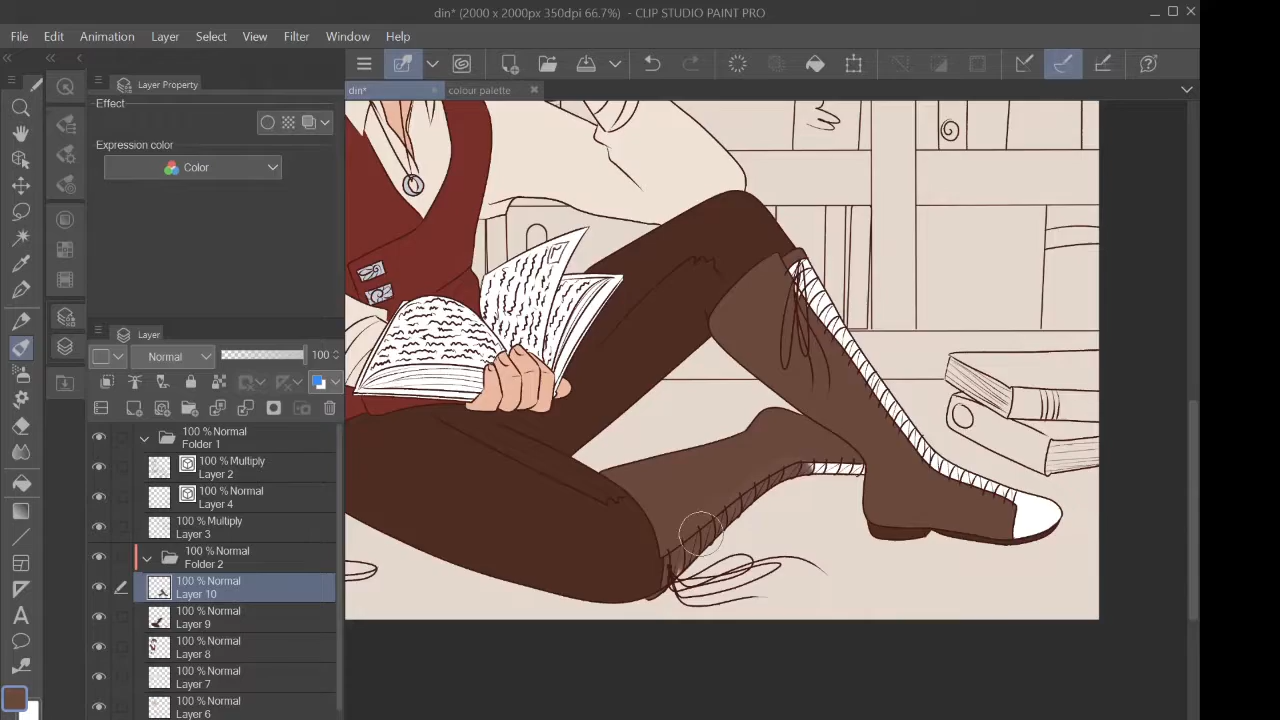 din* (2000 x 2000px 350dpi 66.7%) - CLIP STUDIO PAINT PRO
File Edit Animation Layer Select View Filter Window Help
Layer Property
din* colour palette
Effect
Expression color
Color
Layer
Normal 100
100 % Normal
Folder 1
100 % Multiply
Layer 2
100 % Normal
Layer 4
100 % Multiply
Layer 3
100 % Normal
Folder 2
100 % Normal
Layer 10
100 % Normal
Layer 9
100 % Normal
Layer 8
100 % Normal
Layer 7
100 % Normal
Layer 6